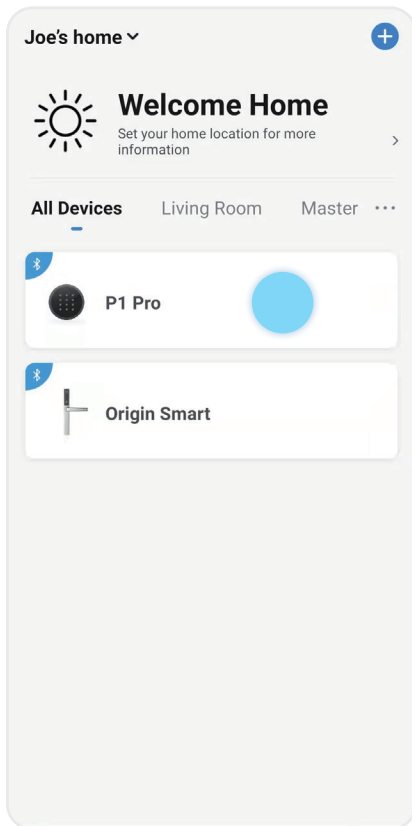 Joe's home
Welcome Home
Set your home location for more
information
All Devices Living Room Master ...
P1 Pro
Origin Smart